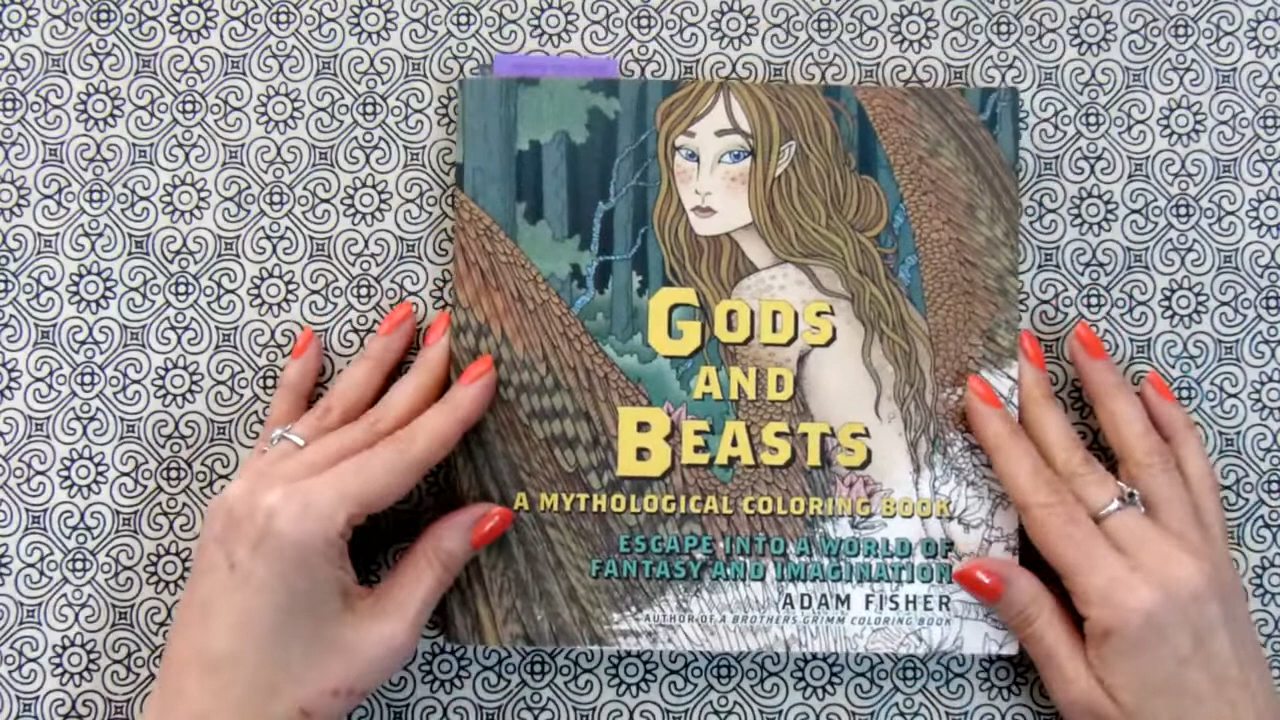 GODS
AND
BEASTS
A MYTHOLOGICAL COLORING BOOK
ESCAPE INTO A WORLD OF
FANTASY AND IMAGINATION
ADAM FISHER
AUTHOR OF A BROTHERS GRIMM COLORING BOOK